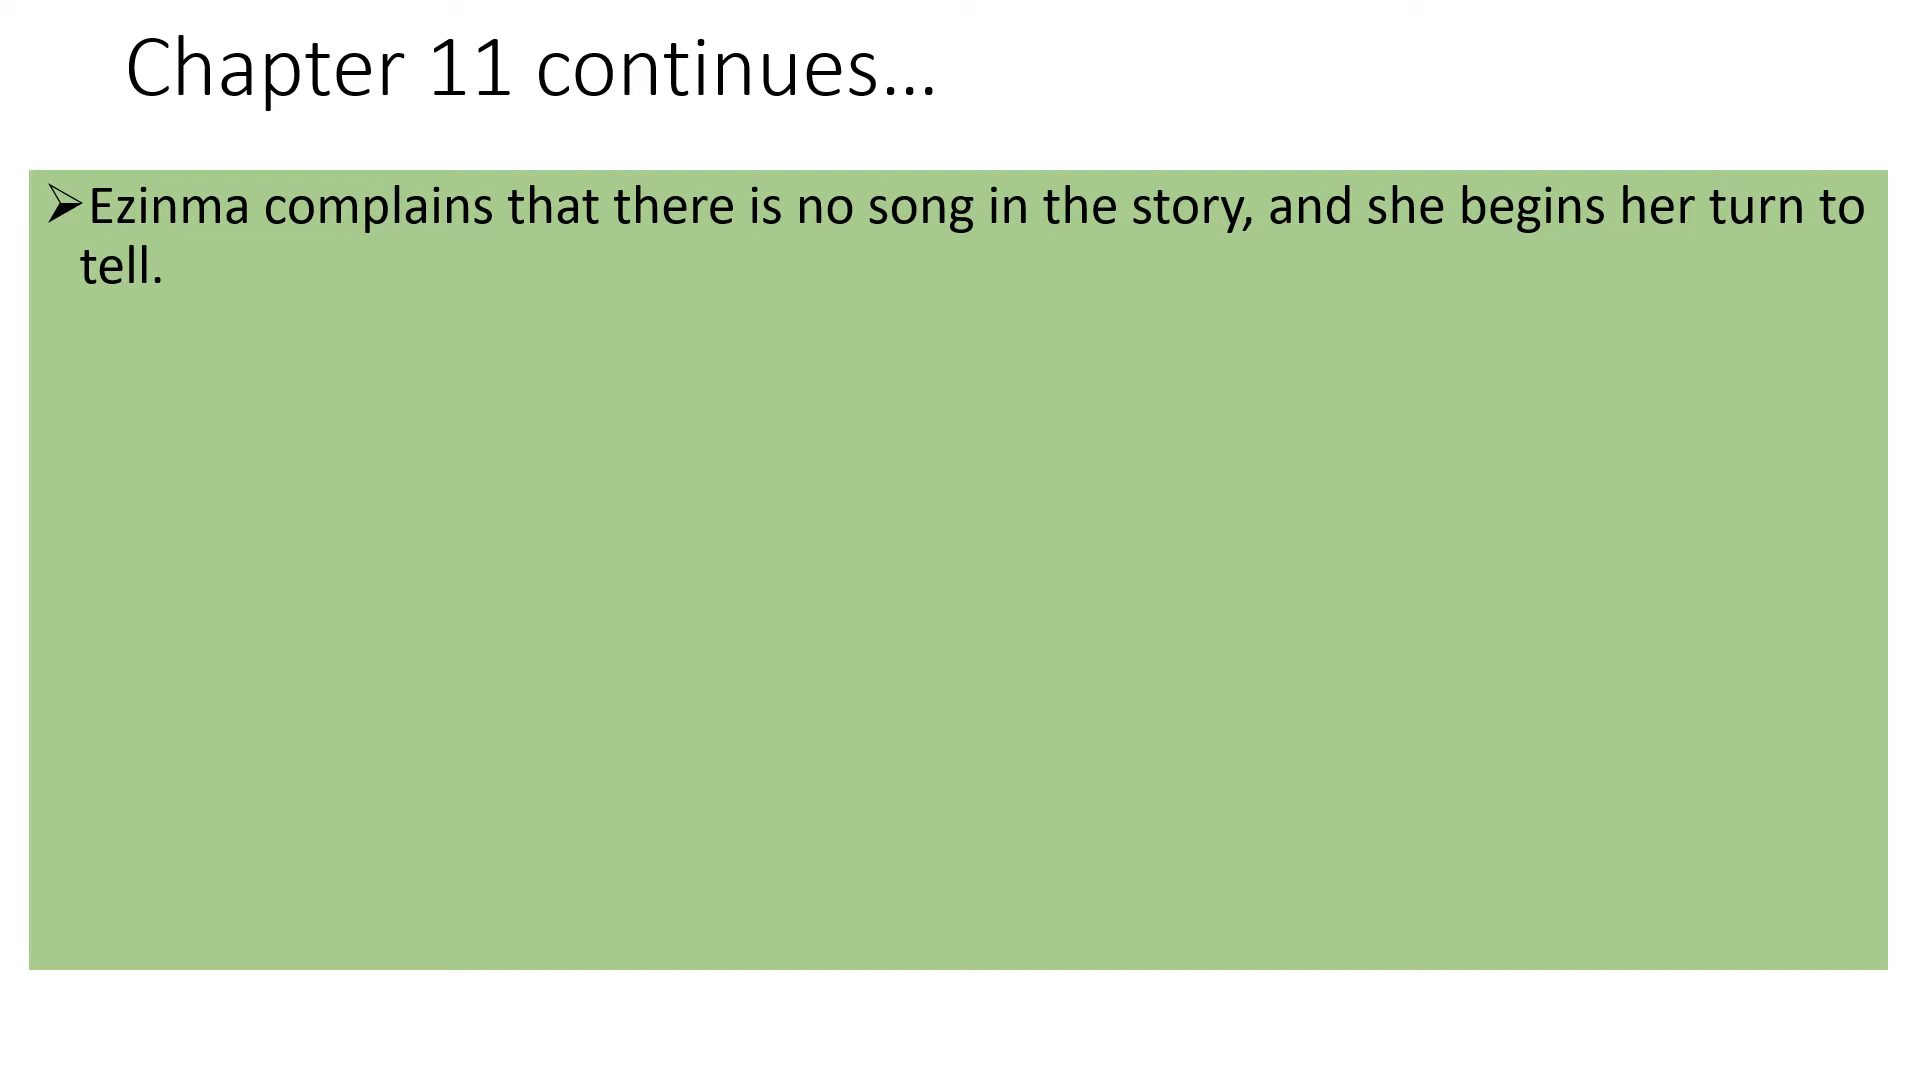 Chapter 11 continues...
➢Ezinma complains that there is no song in the story, and she begins her turn to
tell.